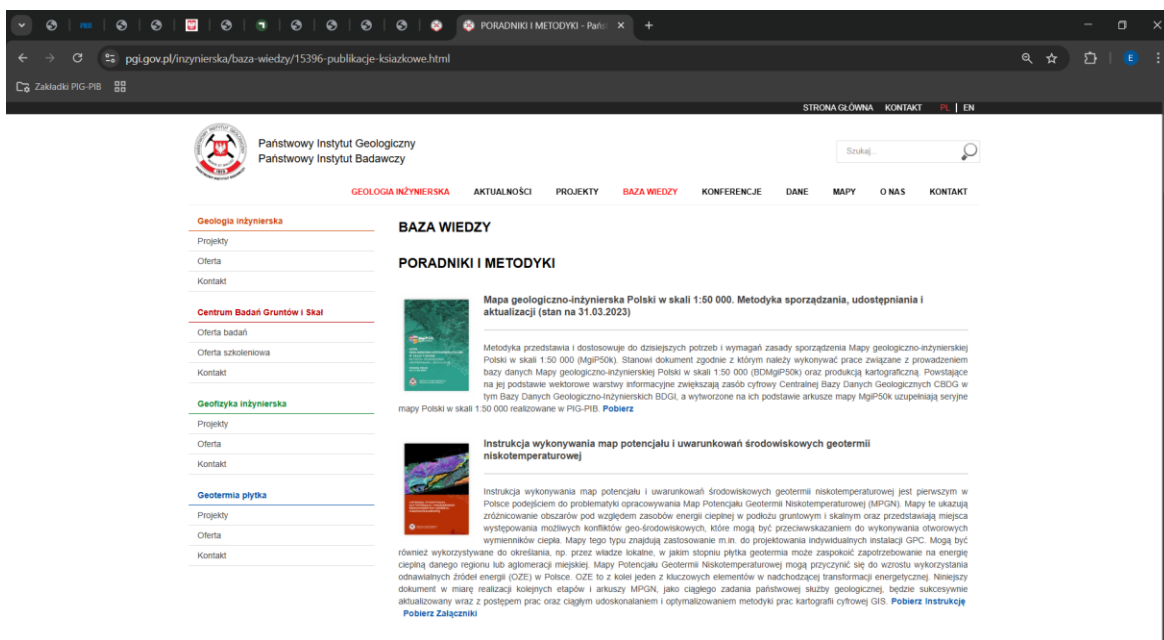 PORADNIKI I METODYKI - Pańs
pgi.gov.pl/inzynierska/baza-wiedzy/15396-publikacje-ksiazkowe.html
E
Zakładki PIG-PIB
STRONA GŁÓWNA KONTAKT PL | EN
Państwowy Instytut Geologiczny
Państwowy Instytut Badawczy
Szukaj...
GEOLOGIA INŻYNIERSKA AKTUALNOŚCI PROJEKTY BAZA WIEDZY KONFERENCJE DANE MAPY O NAS KONTAKT
Geologia inżynierska
Projekty
Oferta
Kontakt
Centrum Badań Gruntów i Skał
Oferta badań
Oferta szkoleniowa
Kontakt
Geofizyka inżynierska
Projekty
Oferta
Kontakt
Geotermia płytka
Projekty
Oferta
Kontakt
BAZA WIEDZY
PORADNIKI I METODYKI
Mapa geologiczno-inżynierska Polski w skali 1:50 000. Metodyka sporządzania, udostępniania i
aktualizacji (stan na 31.03.2023)
Metodyka przedstawia i dostosowuje do dzisiejszych potrzeb i wymagań zasady sporządzenia Mapy geologiczno-inżynierskiej
Polski w skali 1:50 000 (MgiP50k). Stanowi dokument zgodnie z którym należy wykonywać prace związane z prowadzeniem
bazy danych Mapy geologiczno-inżynierskiej Polski w skali 1:50 000 (BDMgiP50k) oraz produkcją kartograficzną. Powstające
na jej podstawie wektorowe warstwy informacyjne zwiększają zasób cyfrowy Centralnej Bazy Danych Geologicznych CBDG w
tym Bazy Danych Geologiczno-Inżynierskich BDGI, a wytworzone na ich podstawie arkusze mapy MgiP50k uzupełniają seryjne
mapy Polski w skali 1:50 000 realizowane w PIG-PIB. Pobierz
Instrukcja wykonywania map potencjału i uwarunkowań środowiskowych geotermii
niskotemperaturowej
Instrukcja wykonywania map potencjału i uwarunkowań środowiskowych geotermii niskotemperaturowej jest pierwszym w
Polsce podejściem do problematyki opracowywania Map Potencjału Geotermii Niskotemperaturowej (MPGN). Mapy te ukazują
zróżnicowanie obszarów pod względem zasobów energii cieplnej w podłożu gruntowym i skalnym oraz przedstawiają miejsca
występowania możliwych konfliktów geo-środowiskowych, które mogą być przeciwwskazaniem do wykonywania otworowych
wymienników ciepła. Mapy tego typu znajdują zastosowanie m.in. do projektowania indywidualnych instalacji GPC. Mogą być
również wykorzystywane do określania, np. przez władze lokalne, w jakim stopniu płytka geotermia może zaspokoić zapotrzebowanie na energię
cieplną danego regionu lub aglomeracji miejskiej. Mapy Potencjału Geotermii Niskotemperaturowej mogą przyczynić się do wzrostu wykorzystania
odnawialnych źródeł energii (OZE) w Polsce. OZE to z kolei jeden z kluczowych elementów w nadchodzącej transformacji energetycznej. Niniejszy
dokument w miarę realizacji kolejnych etapów i arkuszy MPGN, jako ciągłego zadania państwowej służby geologicznej, będzie sukcesywnie
aktualizowany wraz z postępem prac oraz ciągłym udoskonalaniem i optymalizowaniem metodyki prac kartografii cyfrowej GIS. Pobierz Instrukcję
Pobierz Załączniki